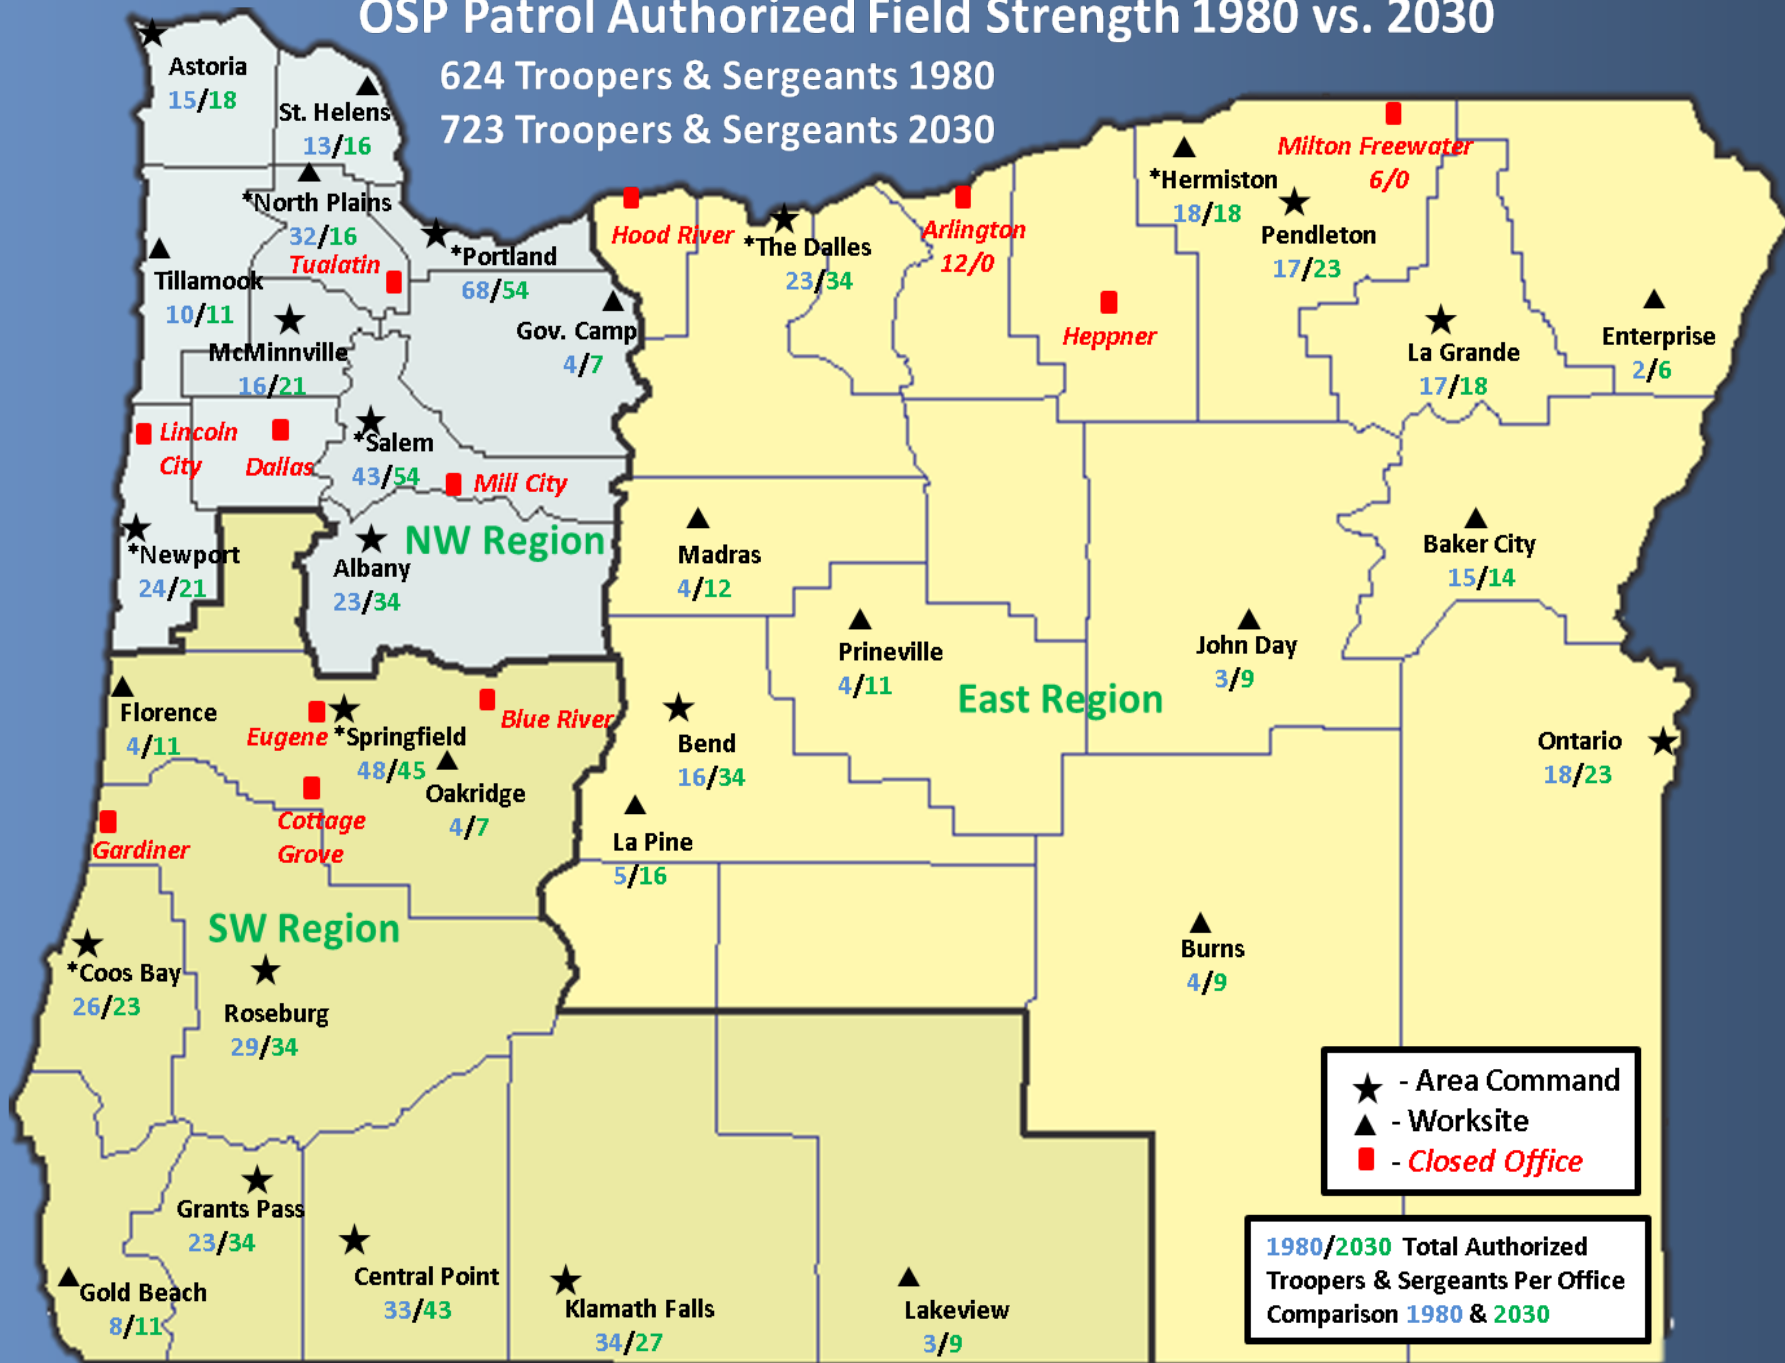 OSP Patrol Authorized Field Strength 1980 vs. 2030
624 Troopers & Sergeants 1980
723 Troopers & Sergeants 2030
Astoria
15/18
St. Helens
13/16
*North Plains
32/16
Tualatin
*Portland
68/54
Tillamook
10/11
McMinnville
16/21
Gov. Camp
4/7
Lincoln
City
Dallas
*Salem
43/54
Mill City
*Newport
24/21
Albany
23/34
NW Region
Hood River
*The Dalles
23/34
Arlington
12/0
Heppner
*Hermiston
18/18
Milton Freewater
6/0
Pendleton
17/23
La Grande
17/18
Enterprise
2/6
Madras
4/12
Prineville
4/11
Baker City
15/14
John Day
3/9
East Region
Bend
16/34
La Pine
5/16
Ontario
18/23
Burns
4/9
Florence
4/11
Eugene
*Springfield
48/45
Blue River
Oakridge
4/7
Cottage
Grove
Gardiner
SW Region
*Coos Bay
26/23
Roseburg
29/34
Grants Pass
23/34
Gold Beach
8/11
Central Point
33/43
Klamath Falls
34/27
Lakeview
3/9
- Area Command
- Worksite
- Closed Office
1980/2030 Total Authorized
Troopers & Sergeants Per Office
Comparison 1980 & 2030